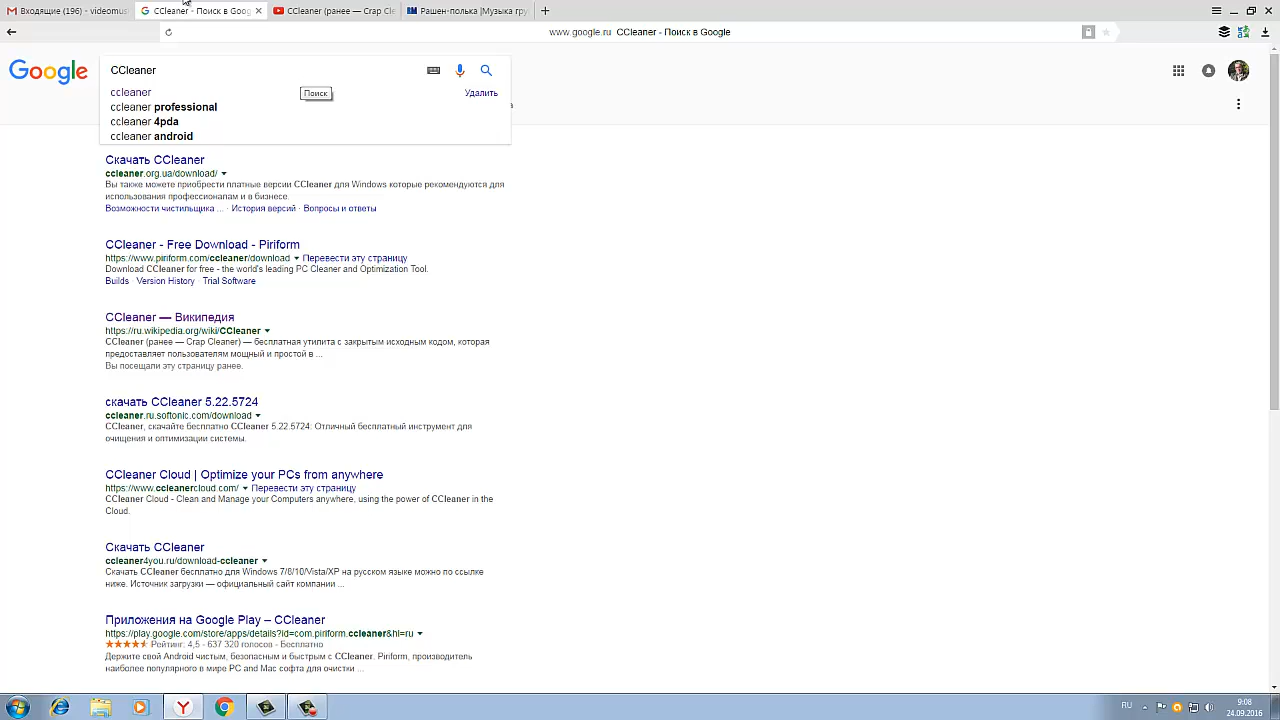 Входящие (196) - videomus
CCleaner - Поиск в Goog
CCleaner (ранее — Crap Cle
Рашен-полька |Музыка гру
www.google.ru CCleaner - Поиск в Google
Google
CCleaner
ccleaner
Удалить
Поиск
ccleaner professional
ccleaner 4pda
ccleaner android
Скачать CCleaner
ccleaner.org.ua/download/
Вы также можете приобрести платные версии CCleaner для Windows которые рекомендуются для
использования профессионалам и в бизнесе.
Возможности чистильщика ... · История версий · Вопросы и ответы
CCleaner - Free Download - Piriform
https://www.piriform.com/ccleaner/download Перевести эту страницу
Download CCleaner for free - the world's leading PC Cleaner and Optimization Tool.
Builds · Version History · Trial Software
CCleaner — Википедия
https://ru.wikipedia.org/wiki/CCleaner
CCleaner (ранее — Crap Cleaner) — бесплатная утилита с закрытым исходным кодом, которая
предоставляет пользователям мощный и простой в ...
Вы посещали эту страницу ранее.
скачать CCleaner 5.22.5724
ccleaner.ru.softonic.com/download
CCleaner, скачайте бесплатно CCleaner 5.22.5724: Отличный бесплатный инструмент для
очищения и оптимизации системы.
CCleaner Cloud | Optimize your PCs from anywhere
https://www.ccleanercloud.com/ Перевести эту страницу
CCleaner Cloud - Clean and Manage your Computers anywhere, using the power of CCleaner in the
Cloud.
Скачать CCleaner
ccleaner4you.ru/download-ccleaner
Скачать CCleaner бесплатно для Windows 7/8/10/Vista/XP на русском языке можно по ссылке
ниже. Источник загрузки — официальный сайт компании ...
Приложения на Google Play – CCleaner
https://play.google.com/store/apps/details?id=com.piriform.ccleaner&hl=ru
Рейтинг: 4,5 - 637 320 голосов - Бесплатно
Держите свой Android чистым, безопасным и быстрым с CCleaner. Piriform, производитель
наиболее популярного в мире PC and Mac софта для очистки ...
RU
9:08
24.09.2016